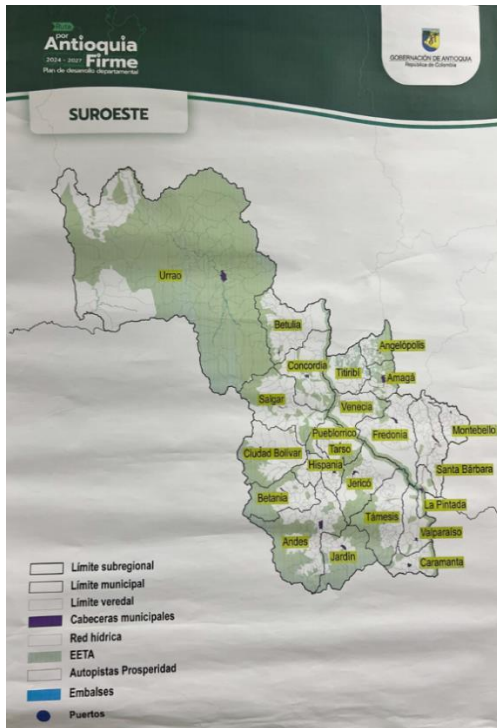 por
Antioquia
Firme
2024 - 2027
Plan de desarrollo departamental
GOBERNACIÓN DE ANTIOQUIA
República de Colombia
SUROESTE
Urrao
Betulia
Angelópolis
Concordia
Titiribí
Amagá
Salgar
Venecia
Pueblorrico
Fredonia
Montebello
Ciudad Bolívar
Tarso
Hispania
Santa Bárbara
Jericó
Betania
La Pintada
Támesis
Valparaíso
Andes
Jardín
Caramanta
Límite subregional
Límite municipal
Límite veredal
Cabeceras municipales
Red hídrica
EETA
Autopistas Prosperidad
Embalses
Puertos